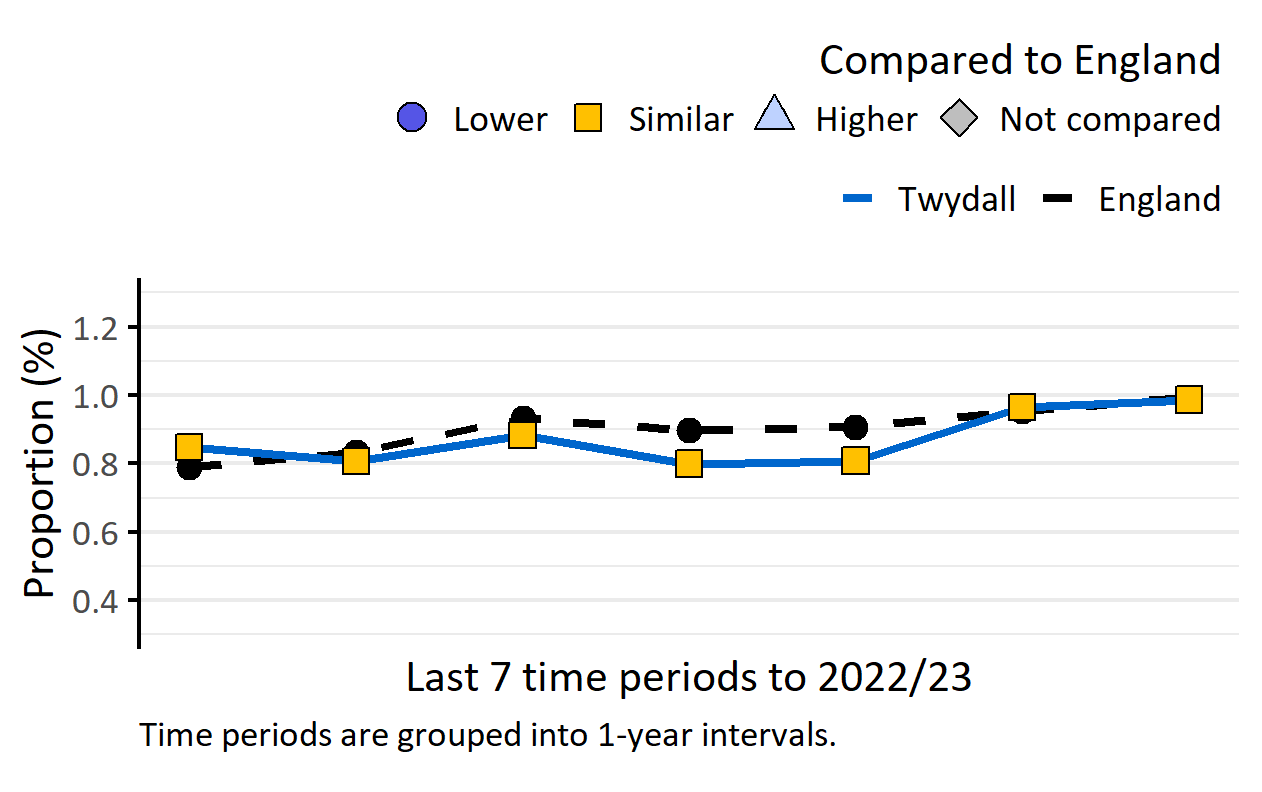 Compared to England
Lower Similar Higher Not compared
Twydall England
Proportion (%)
1.2
1.0
0.8
0.6
0.4
Last 7 time periods to 2022/23
Time periods are grouped into 1-year intervals.